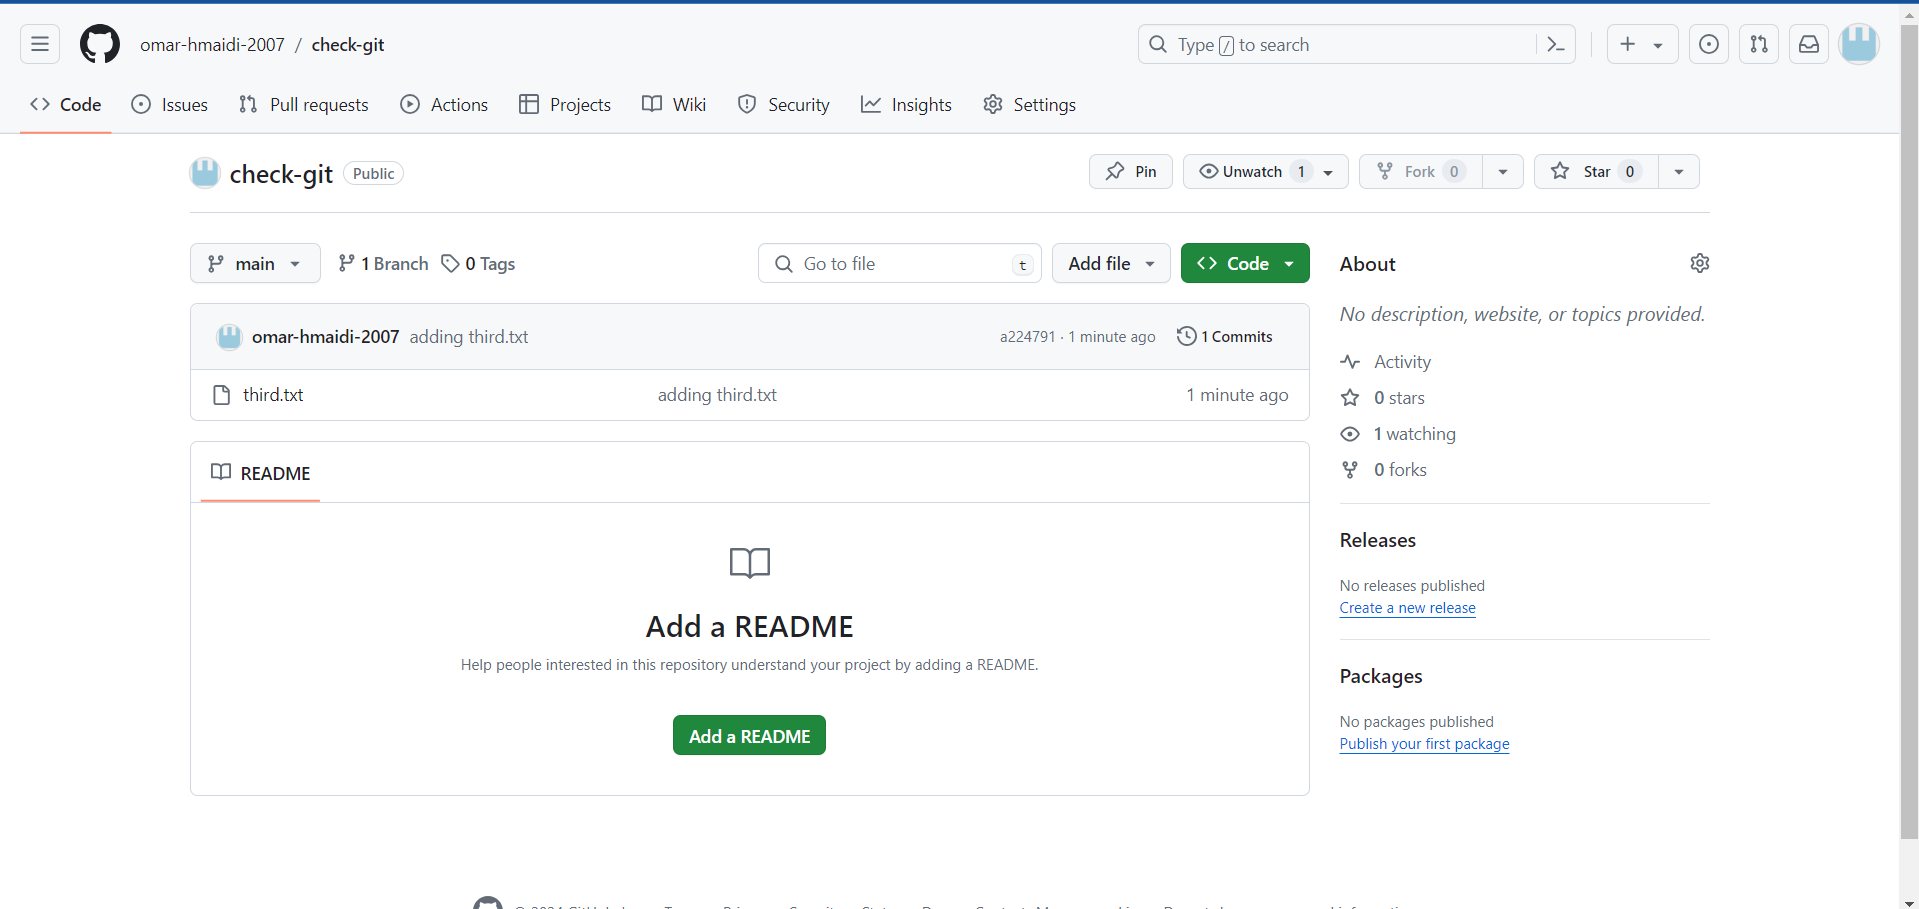 omar-hmaidi-2007 / check-git
Type / to search
Code Issues Pull requests Actions Projects Wiki Security Insights Settings
check-git Public
Pin Unwatch 1 Fork 0 Star 0
main 1 Branch 0 Tags Go to file t Add file Code
omar-hmaidi-2007 adding third.txt a224791 · 1 minute ago 1 Commits
third.txt adding third.txt 1 minute ago
README
Add a README
Help people interested in this repository understand your project by adding a README.
Add a README
About
No description, website, or topics provided.
Activity
0 stars
1 watching
0 forks
Releases
No releases published
Create a new release
Packages
No packages published
Publish your first package